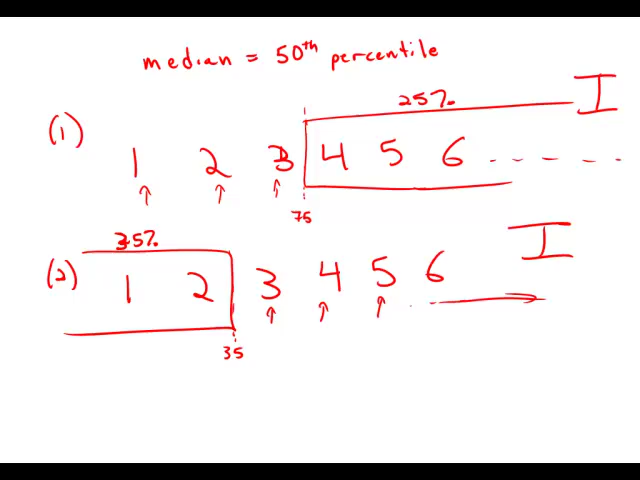 median = 50th percentile
25%
I
(1) 1 2 3 4 5 6
75
35%
I
(2) 1 2 3 4 5 6
35